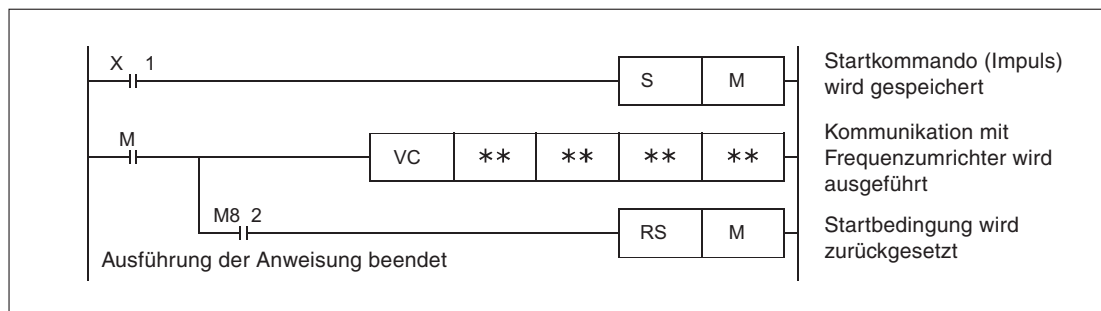 X 1
S M
Startkommando (Impuls)
wird gespeichert
M
VC ** ** ** **
Kommunikation mit
Frequenzumrichter wird
ausgeführt
M8 2
RS M
Startbedingung wird
zurückgesetzt
Ausführung der Anweisung beendet